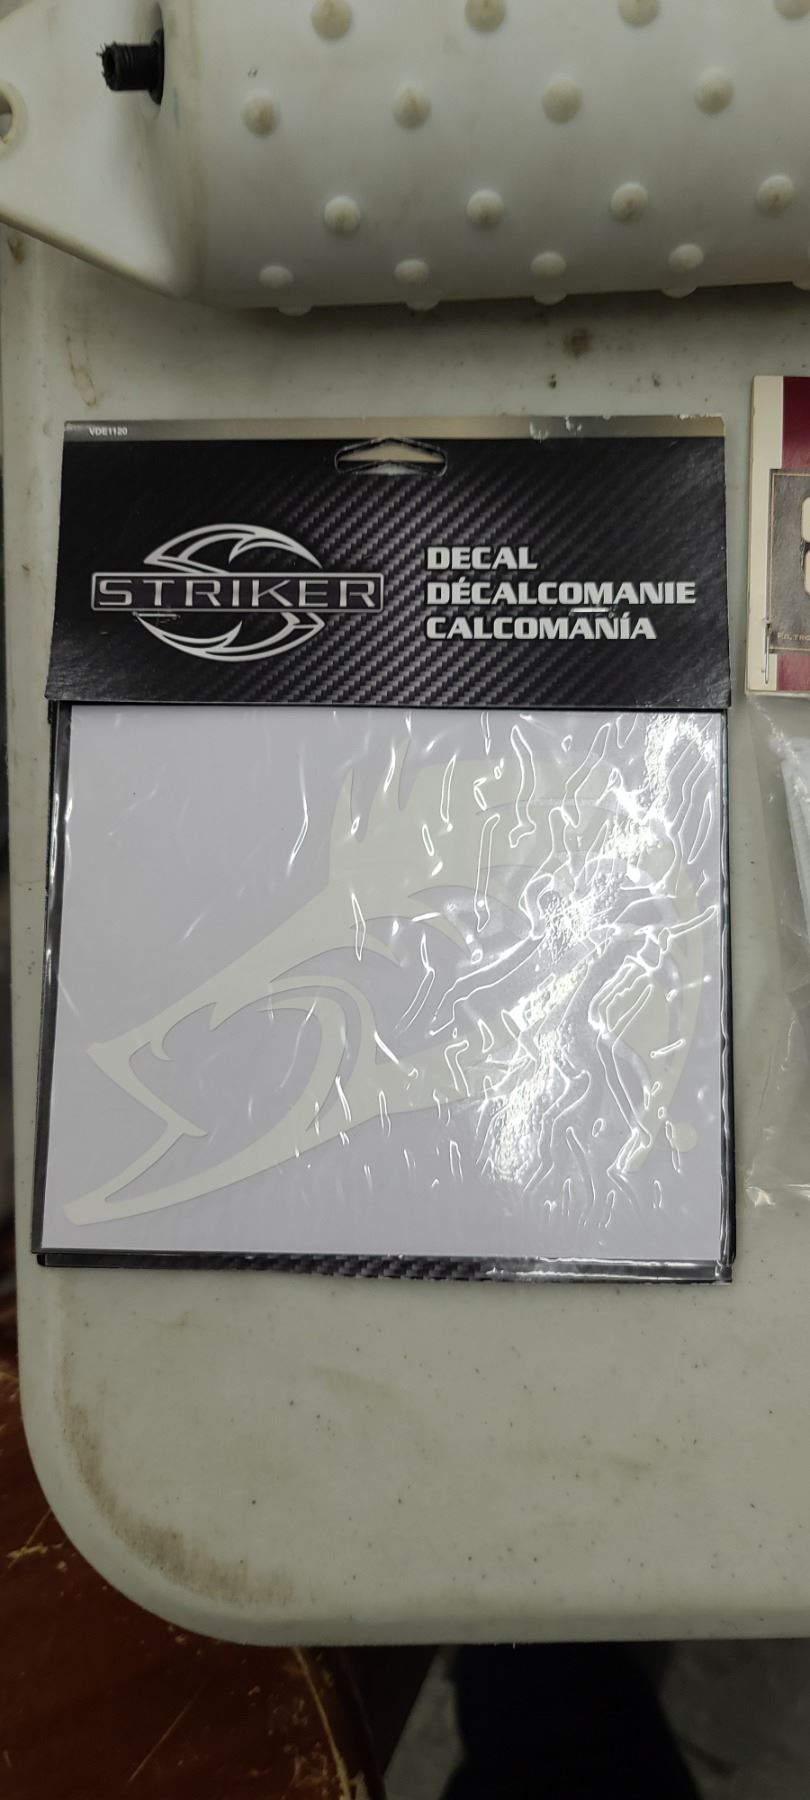 VDE1120
STRIKER
DECAL
DÉCALCOMANIE
CALCOMANÍA